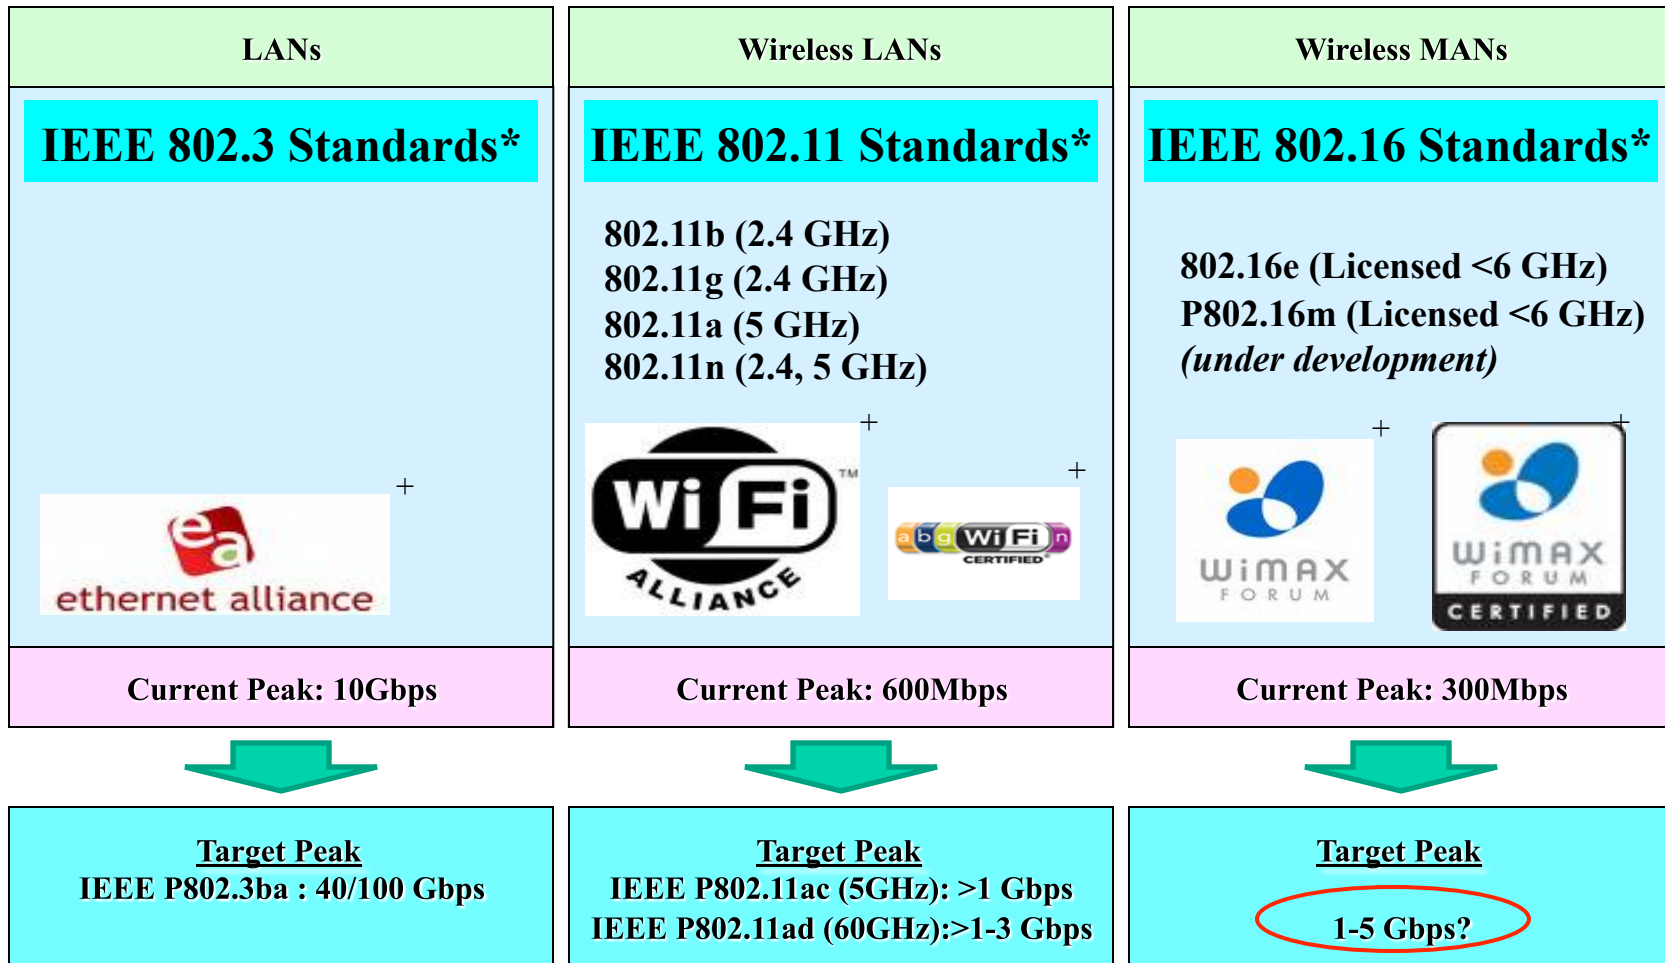 LANs
IEEE 802.3 Standards*
+
ea
ethernet alliance
Current Peak: 10Gbps
Target Peak
IEEE P802.3ba : 40/100 Gbps
Wireless LANs
IEEE 802.11 Standards*
802.11b (2.4 GHz)
802.11g (2.4 GHz)
802.11a (5 GHz)
802.11n (2.4, 5 GHz)
+
Wi Fi TM
ALLIANCE
+
a b g Wi Fi n
CERTIFIED
Current Peak: 600Mbps
Target Peak
IEEE P802.11ac (5GHz): >1 Gbps
IEEE P802.11ad (60GHz):>1-3 Gbps
Wireless MANs
IEEE 802.16 Standards*
802.16e (Licensed <6 GHz)
P802.16m (Licensed <6 GHz)
(under development)
+
WiMAX
FORUM
+
WiMAX
FORUM
CERTIFIED
Current Peak: 300Mbps
Target Peak
1-5 Gbps?